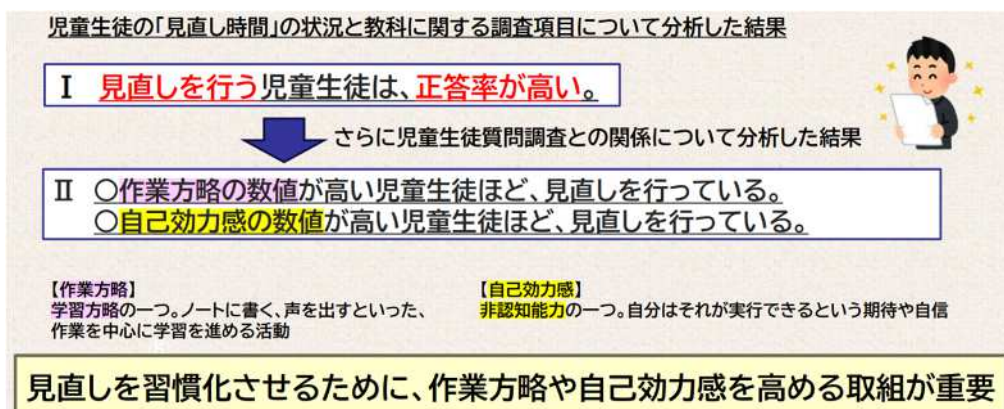 児童生徒の「見直し時間」の状況と教科に関する調査項目について分析した結果
Ⅰ 見直しを行う児童生徒は、正答率が高い。
さらに児童生徒質問調査との関係について分析した結果
Ⅱ ○作業方略の数値が高い児童生徒ほど、見直しを行っている。
○自己効力感の数値が高い児童生徒ほど、見直しを行っている。
【作業方略】
学習方略の一つ。ノートに書く、声を出すといった、
作業を中心に学習を進める活動
【自己効力感】
非認知能力の一つ。自分はそれが実行できるという期待や自信
見直しを習慣化させるために、作業方略や自己効力感を高める取組が重要